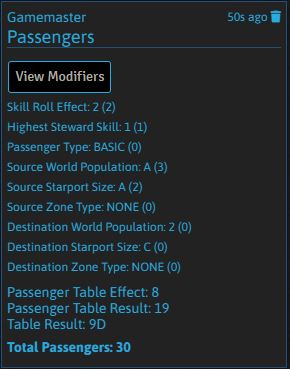 Gamemaster 50s ago
Passengers
View Modifiers
Skill Roll Effect: 2 (2)
Highest Steward Skill: 1 (1)
Passenger Type: BASIC (0)
Source World Population: A (3)
Source Starport Size: A (2)
Source Zone Type: NONE (0)
Destination World Population: 2 (0)
Destination Starport Size: C (0)
Destination Zone Type: NONE (0)
Passenger Table Effect: 8
Passenger Table Result: 19
Table Result: 9D
Total Passengers: 30